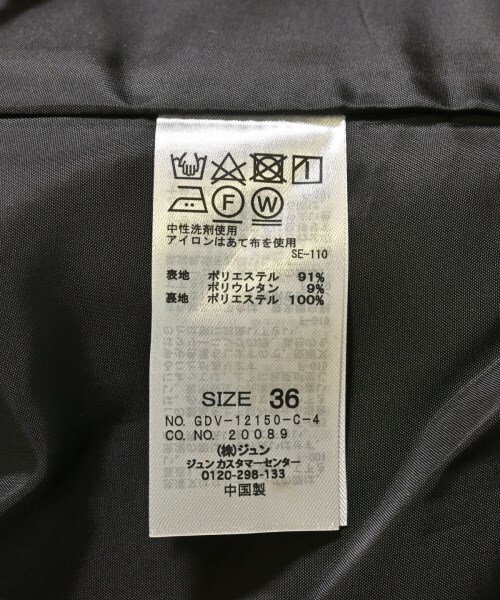 F W
中性洗剤使用
アイロンはあて布を使用
SE-110
表地 ポリエステル 91%
ポリウレタン 9%
裏地 ポリエステル 100%
SIZE 36
NO. GDV-12150-C-4
CO. NO. 20089
(株)ジュン
ジュンカスタマーセンター
0120-298-133
中国製